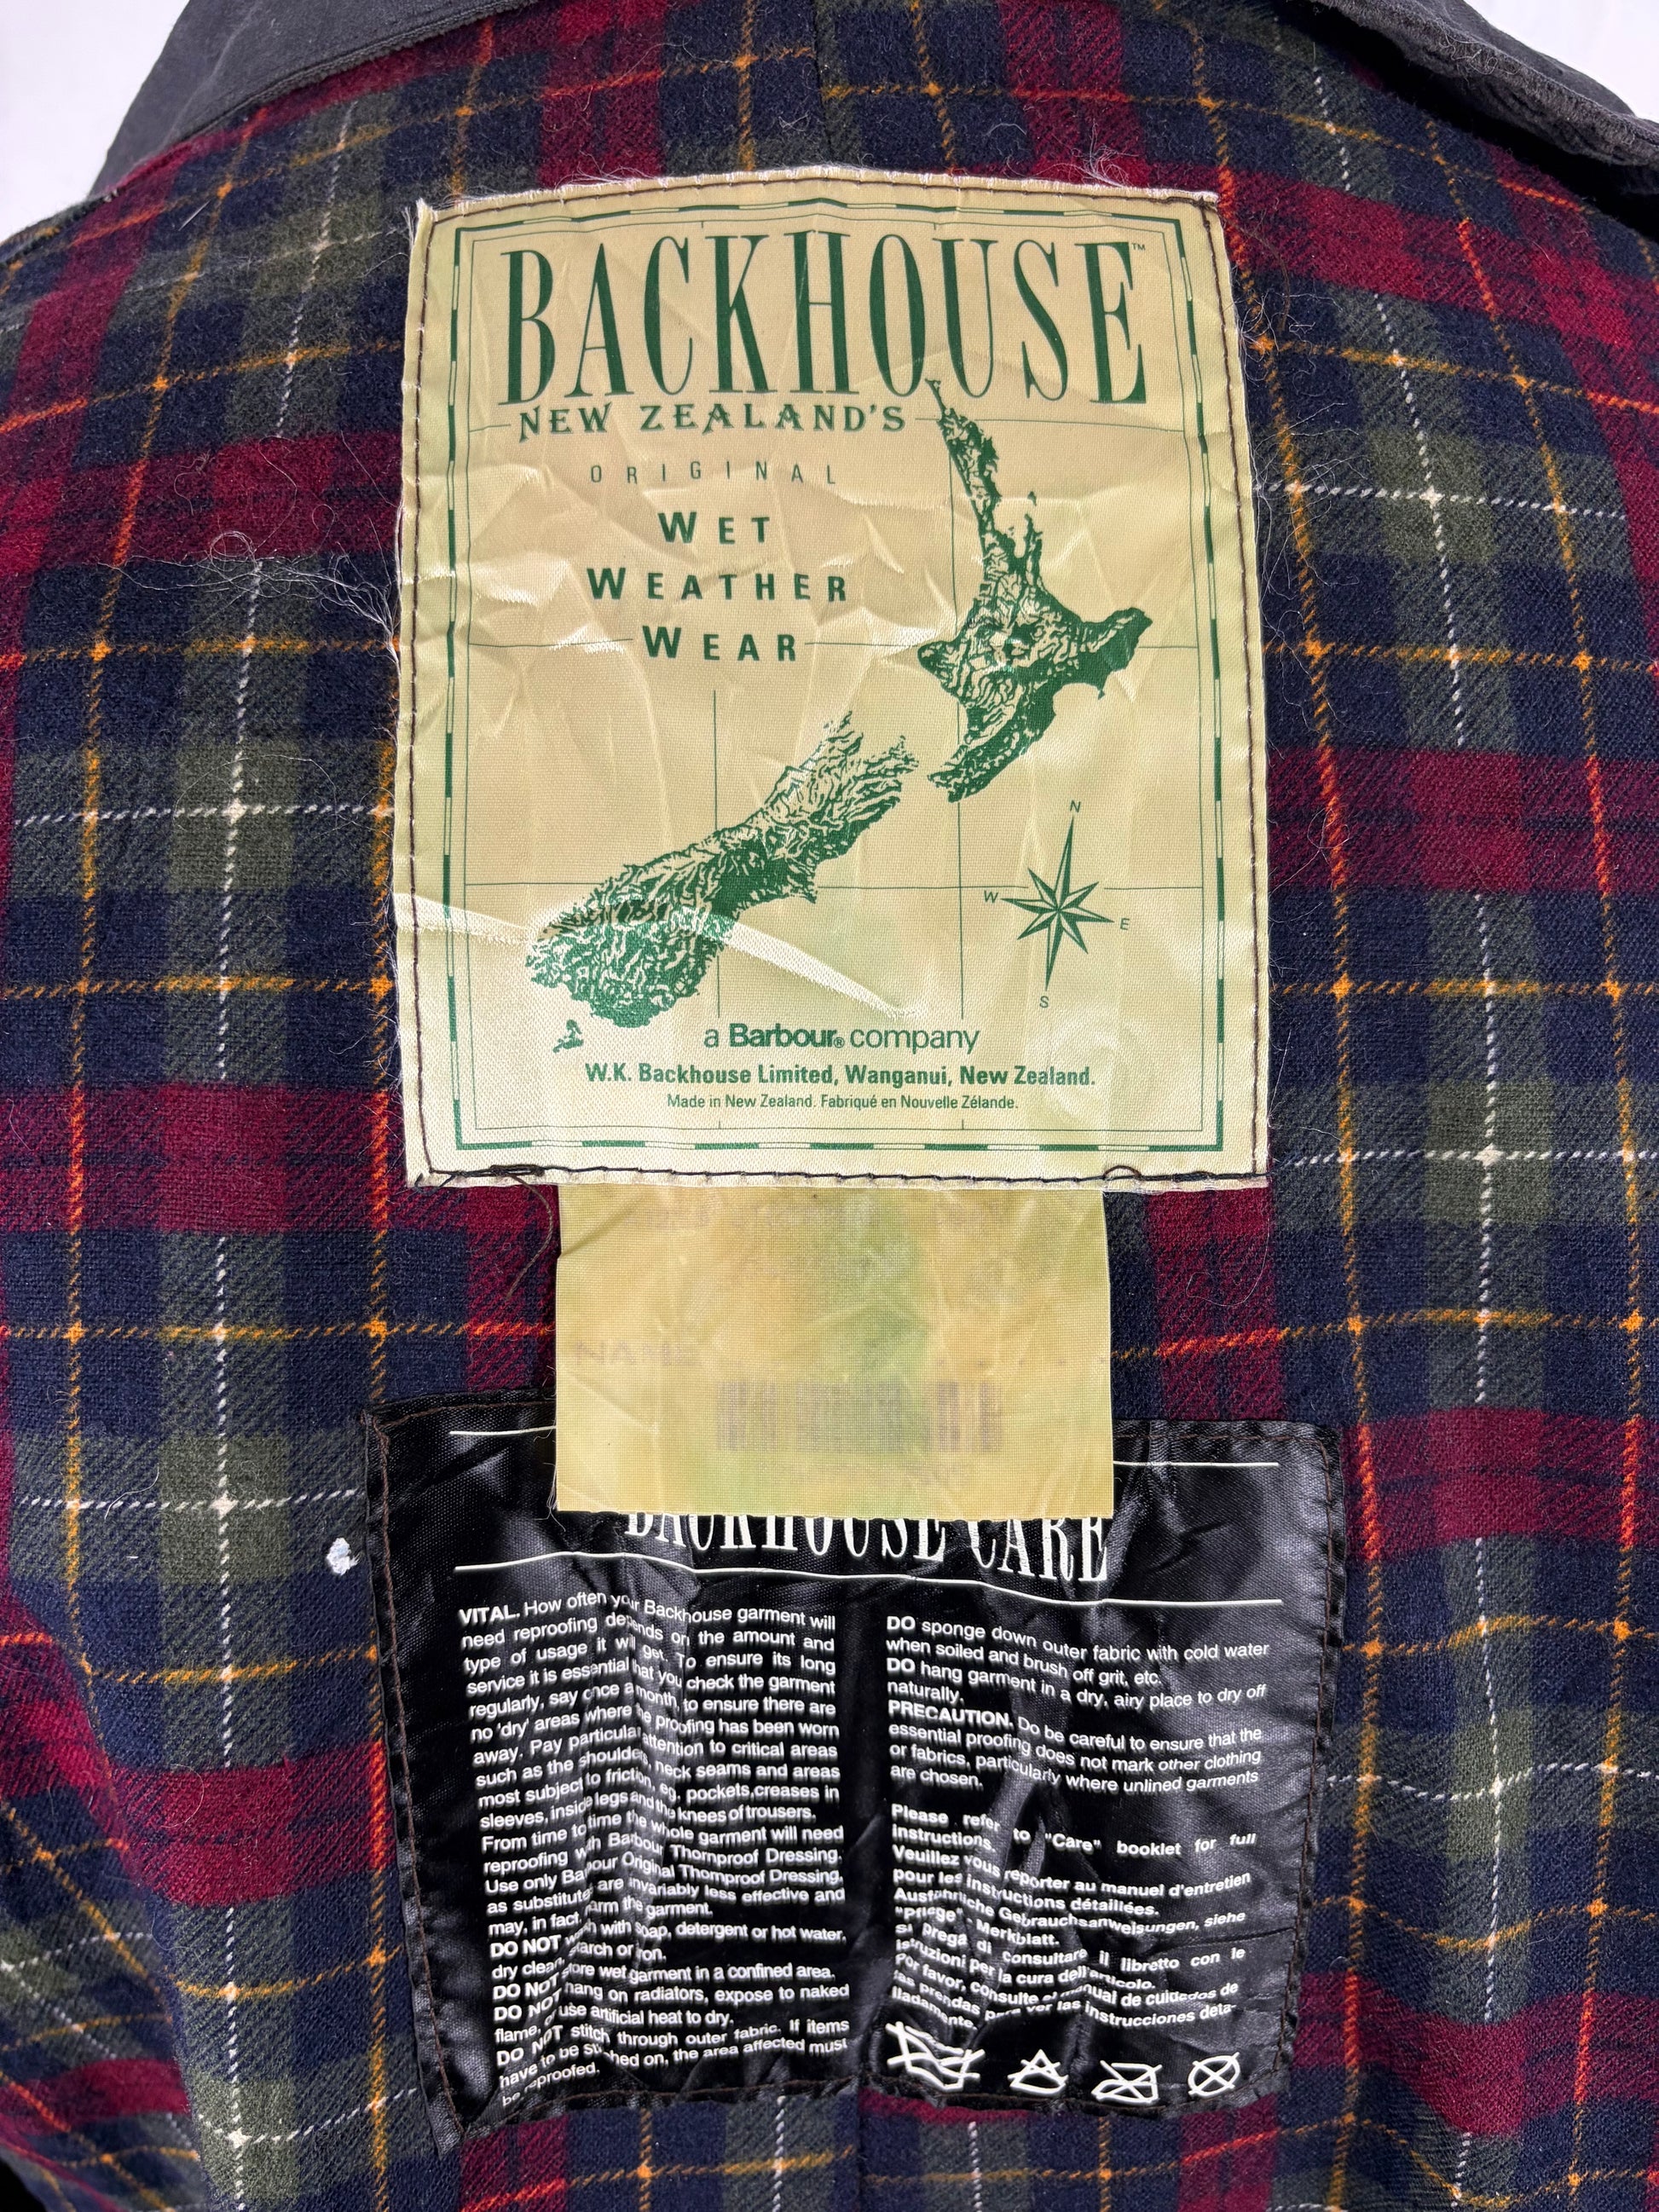 BACKHOUSE™
NEW ZEALAND'S
ORIGINAL
WET
WEATHER
WEAR
N
W
E
S
a Barbour® company
W.K. Backhouse Limited, Wanganui, New Zealand.
Made in New Zealand. Fabriqué en Nouvelle Zélande.
BACKHOUSE CARE
VITAL. How often your Backhouse garment will
need reproofing depends on the amount and
type of usage it will get. To ensure its long
service it is essential that you check the garment
regularly, say once a month, to ensure there are
no 'dry' areas where the proofing has been worn
away. Pay particular attention to critical areas
such as the shoulder, neck seams and areas
most subject to friction, eg, pockets,creases in
sleeves, inside legs and the knees of trousers.
From time to time the whole garment will need
reproofing with Barbour Thornproof Dressing.
Use only Barbour Original Thornproof Dressing,
as substitutes are invariably less effective and
may, in fact, harm the garment.
DO NOT wash with soap, detergent or hot water,
dry clean, starch or iron.
DO NOT store wet garment in a confined area.
DO NOT hang on radiators, expose to naked
flame, or use artificial heat to dry.
DO NOT stitch through outer fabric. If items
have to be stitched on, the area affected must
be reproofed.
DO sponge down outer fabric with cold water
when soiled and brush off grit, etc.
DO hang garment in a dry, airy place to dry off
naturally.
PRECAUTION. Do be careful to ensure that the
essential proofing does not mark other clothing
or fabrics, particularly where unlined garments
are chosen.
Please refer to "Care" booklet for full
instructions.
Veuillez vous reporter au manuel d'entretien
pour les instructions détaillées.
Ausführliche Gebrauchsanweisungen, siehe
"Pflege" - Merkblatt.
Si prega di consultare il libretto con le
istruzioni per la cura dell'articolo.
Por favor, consulte el manual de cuidados de
las prendas para ver las instrucciones deta-
lladamente.